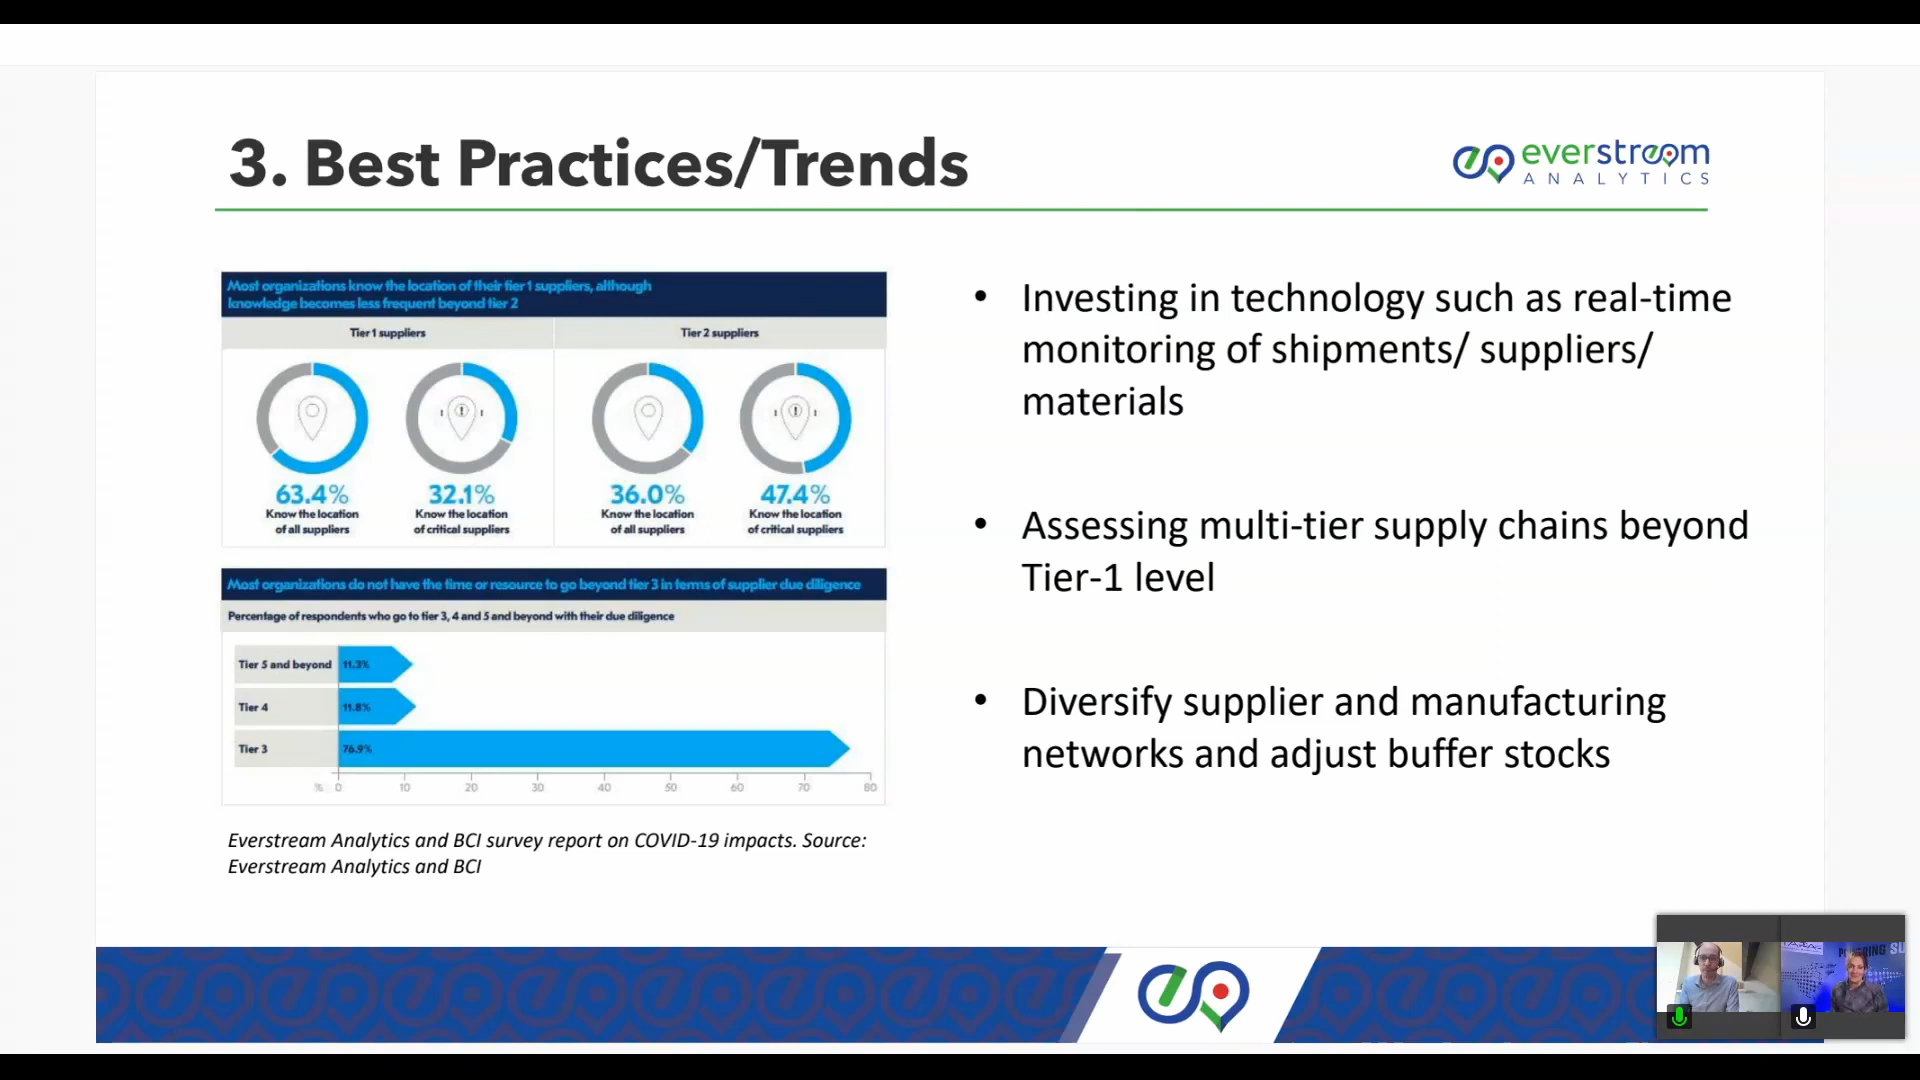 3. Best Practices/Trends
everstream
ANALYTICS
Most organizations know the location of their tier 1 suppliers, although
knowledge becomes less frequent beyond tier 2
Tier 1 suppliers
Tier 2 suppliers
63.4%
Know the location
of all suppliers
32.1%
Know the location
of critical suppliers
36.0%
Know the location
of all suppliers
47.4%
Know the location
of critical suppliers
Most organizations do not have the time or resource to go beyond tier 3 in terms of supplier due diligence
Percentage of respondents who go to tier 3, 4 and 5 and beyond with their due diligence
Tier 5 and beyond 11.3%
Tier 4 11.8%
Tier 3 76.9%
% 0 10 20 30 40 50 60 70 80
Everstream Analytics and BCI survey report on COVID-19 impacts. Source:
Everstream Analytics and BCI
• Investing in technology such as real-time
monitoring of shipments/ suppliers/
materials
• Assessing multi-tier supply chains beyond
Tier-1 level
• Diversify supplier and manufacturing
networks and adjust buffer stocks